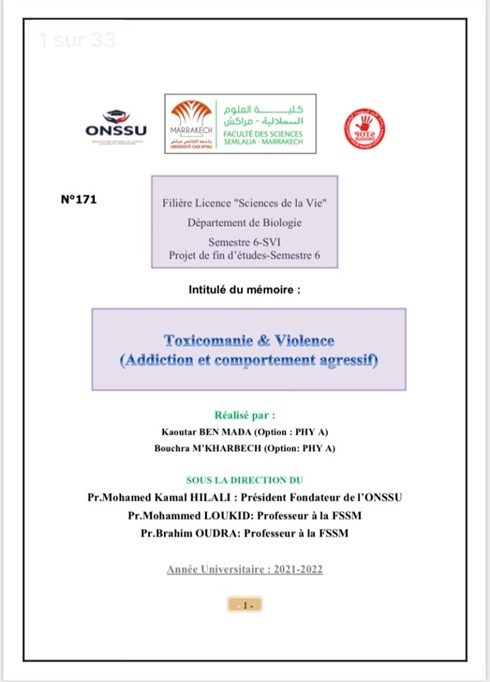 1 sur 33
ONSSU
MARRAKECH
UNIVERSITÉ CADI AYYAD
كلية العلوم
السملالية - مراكش
FACULTÉ DES SCIENCES
SEMLALIA - MARRAKECH
N°171
Filière Licence "Sciences de la Vie"
Département de Biologie
Semestre 6-SVI
Projet de fin d'études-Semestre 6
Intitulé du mémoire :
Toxicomanie & Violence
(Addiction et comportement agressif)
Réalisé par :
Kaoutar BEN MADA (Option : PHY A)
Bouchra M'KHARBECH (Option: PHY A)
SOUS LA DIRECTION DU
Pr.Mohamed Kamal HILALI : Président Fondateur de l'ONSSU
Pr.Mohammed LOUKID: Professeur à la FSSM
Pr.Brahim OUDRA: Professeur à la FSSM
Année Universitaire : 2021-2022
- 1 -